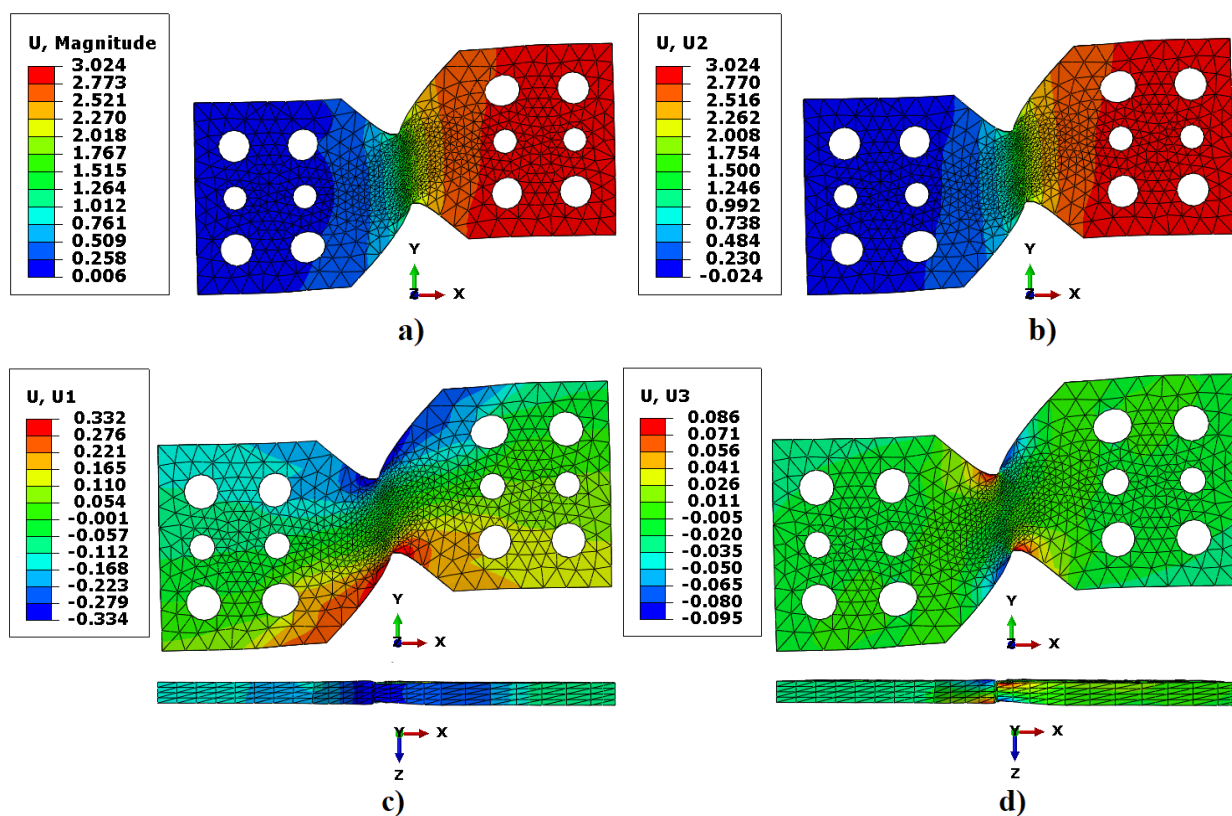 U, Magnitude
3.024
2.773
2.521
2.270
2.018
1.767
1.515
1.264
1.012
0.761
0.509
0.258
0.006
Y
Z X
a)
U, U2
3.024
2.770
2.516
2.262
2.008
1.754
1.500
1.246
0.992
0.738
0.484
0.230
-0.024
Y
Z X
b)
U, U1
0.332
0.276
0.221
0.165
0.110
0.054
-0.001
-0.057
-0.112
-0.168
-0.223
-0.279
-0.334
Y
Z X
Y X
Z
c)
U, U3
0.086
0.071
0.056
0.041
0.026
0.011
-0.005
-0.020
-0.035
-0.050
-0.065
-0.080
-0.095
Y
Z X
Y X
Z
d)